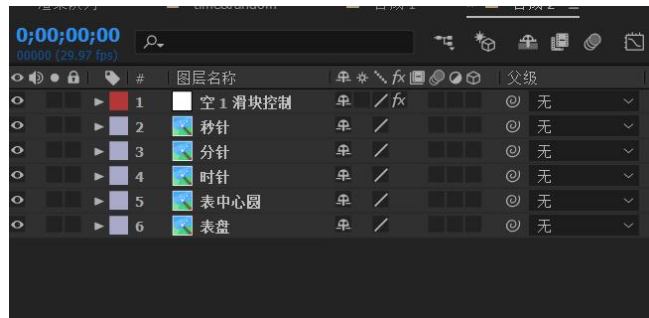 0;00;00;00
00000 (29.97 fps)
# 图层名称 fx 父级
1 空 1 滑块控制 fx 无
2 秒针 无
3 分针 无
4 时针 无
5 表中心圆 无
6 表盘 无